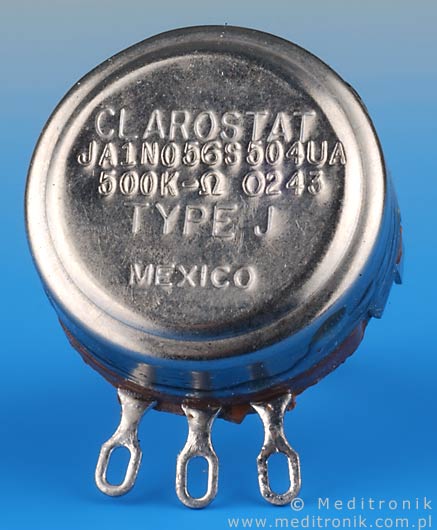 CLAROSTAT
JA1N056S504UA
500K-Ω 0243
TYPE J
MEXICO
© Meditronik
www.meditronik.com.pl